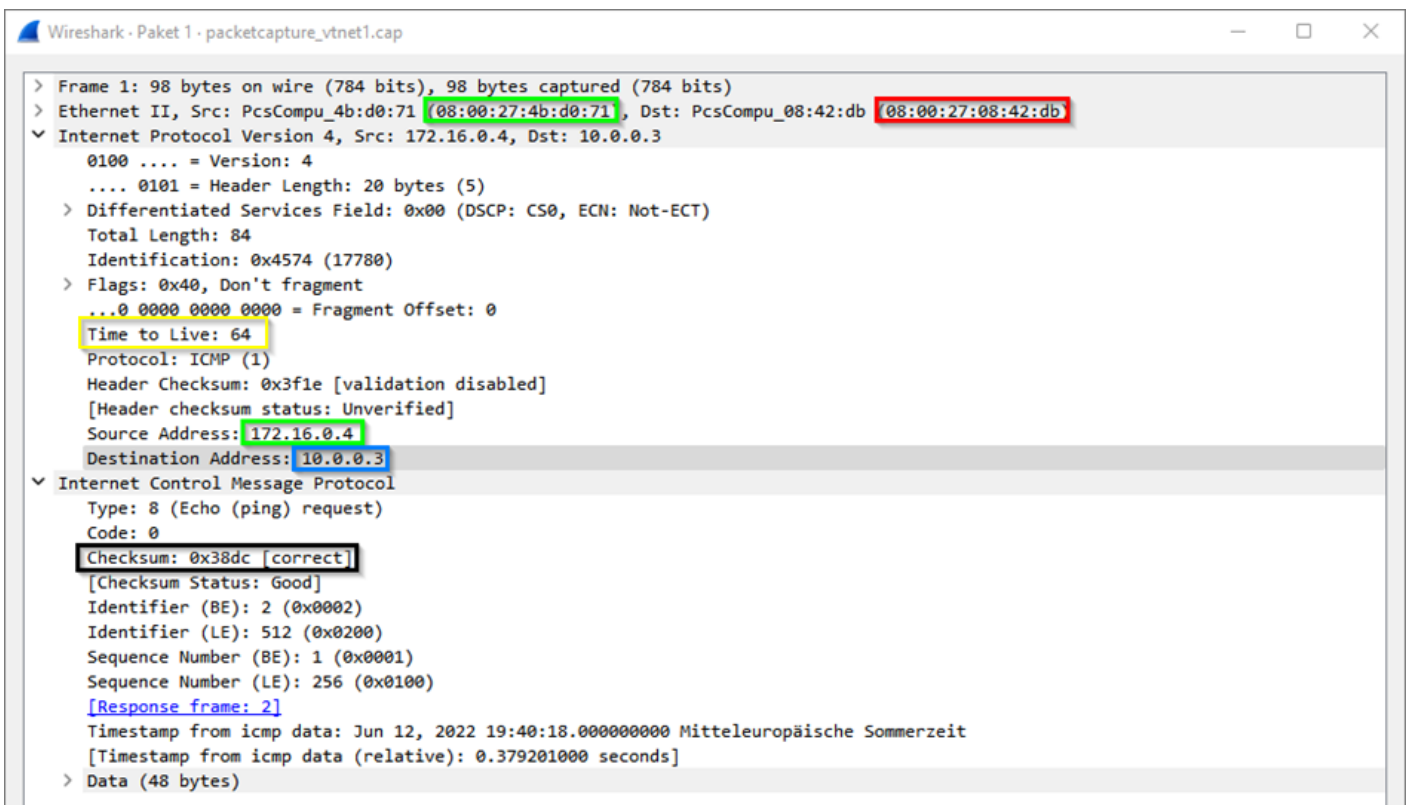 Wireshark · Paket 1 · packetcapture_vtnet1.cap
> Frame 1: 98 bytes on wire (784 bits), 98 bytes captured (784 bits)
> Ethernet II, Src: PcsCompu_4b:d0:71 (08:00:27:4b:d0:71), Dst: PcsCompu_08:42:db (08:00:27:08:42:db)
Internet Protocol Version 4, Src: 172.16.0.4, Dst: 10.0.0.3
0100 .... = Version: 4
.... 0101 = Header Length: 20 bytes (5)
> Differentiated Services Field: 0x00 (DSCP: CS0, ECN: Not-ECT)
Total Length: 84
Identification: 0x4574 (17780)
> Flags: 0x40, Don't fragment
...0 0000 0000 0000 = Fragment Offset: 0
Time to Live: 64
Protocol: ICMP (1)
Header Checksum: 0x3f1e [validation disabled]
[Header checksum status: Unverified]
Source Address: 172.16.0.4
Destination Address: 10.0.0.3
Internet Control Message Protocol
Type: 8 (Echo (ping) request)
Code: 0
Checksum: 0x38dc [correct]
[Checksum Status: Good]
Identifier (BE): 2 (0x0002)
Identifier (LE): 512 (0x0200)
Sequence Number (BE): 1 (0x0001)
Sequence Number (LE): 256 (0x0100)
[Response frame: 2]
Timestamp from icmp data: Jun 12, 2022 19:40:18.000000000 Mitteleuropäische Sommerzeit
[Timestamp from icmp data (relative): 0.379201000 seconds]
> Data (48 bytes)